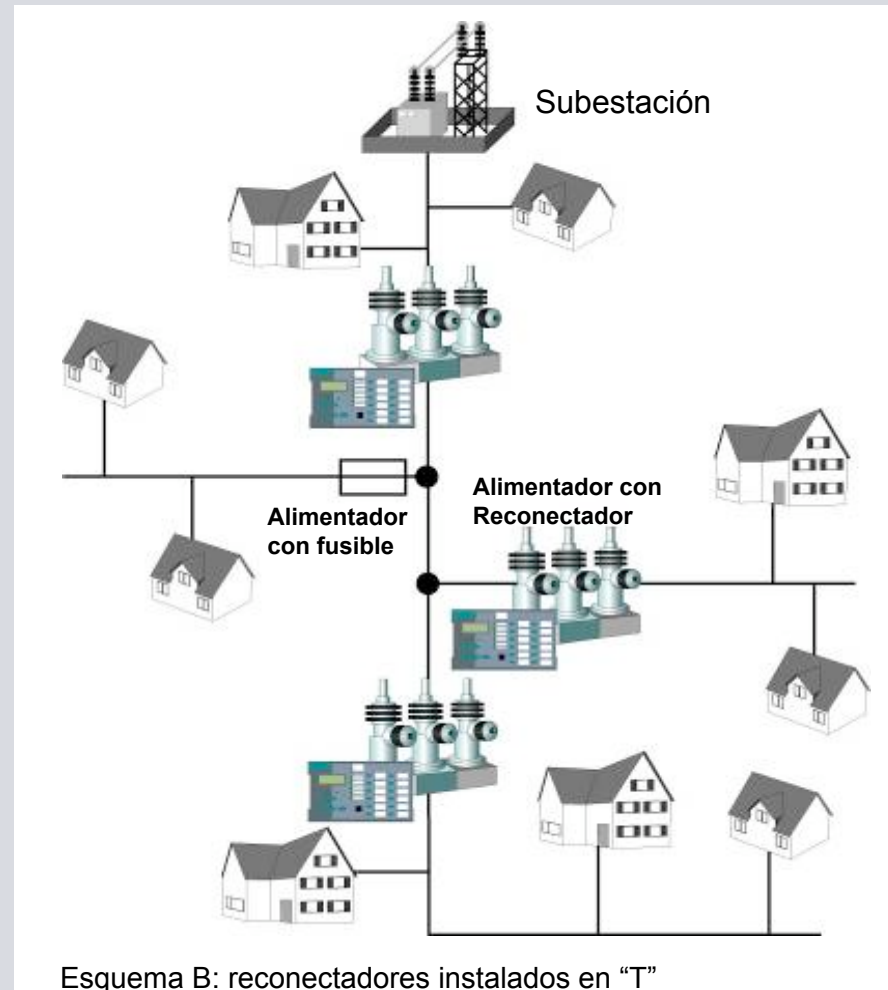 Subestación
Alimentador con
Reconectador
Alimentador
con fusible
Esquema B: reconectadores instalados en “T”